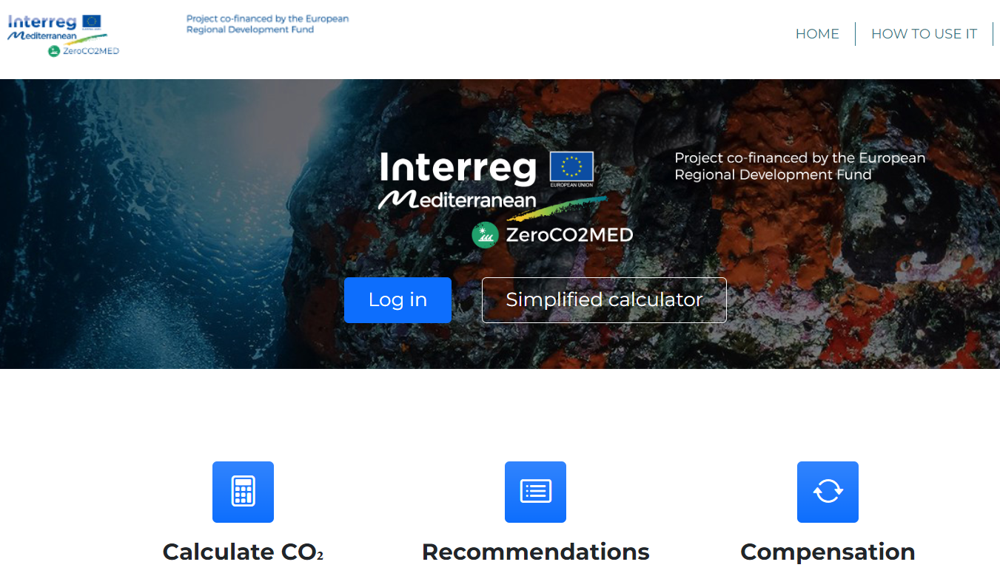 Interreg
Mediterranean
ZeroCO2MED
Project co-financed by the European
Regional Development Fund
HOME
HOW TO USE IT
Interreg
EUROPEAN UNION
Mediterranean
ZeroCO2MED
Project co-financed by the European
Regional Development Fund
Log in
Simplified calculator
Calculate CO₂
Recommendations
Compensation